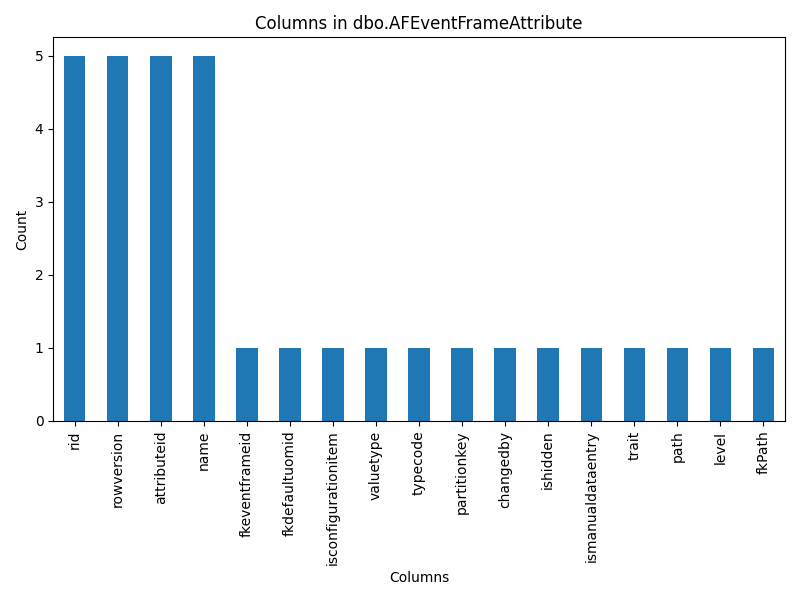 Columns in dbo.AFEventFrameAttribute
Count
5
4
3
2
1
0
rid
rowversion
attributeid
name
fkeventframeid
fkdefaultuomid
isconfigurationitem
valuetype
typecode
partitionkey
changedby
ishidden
ismanualdataentry
trait
path
level
fkPath
Columns